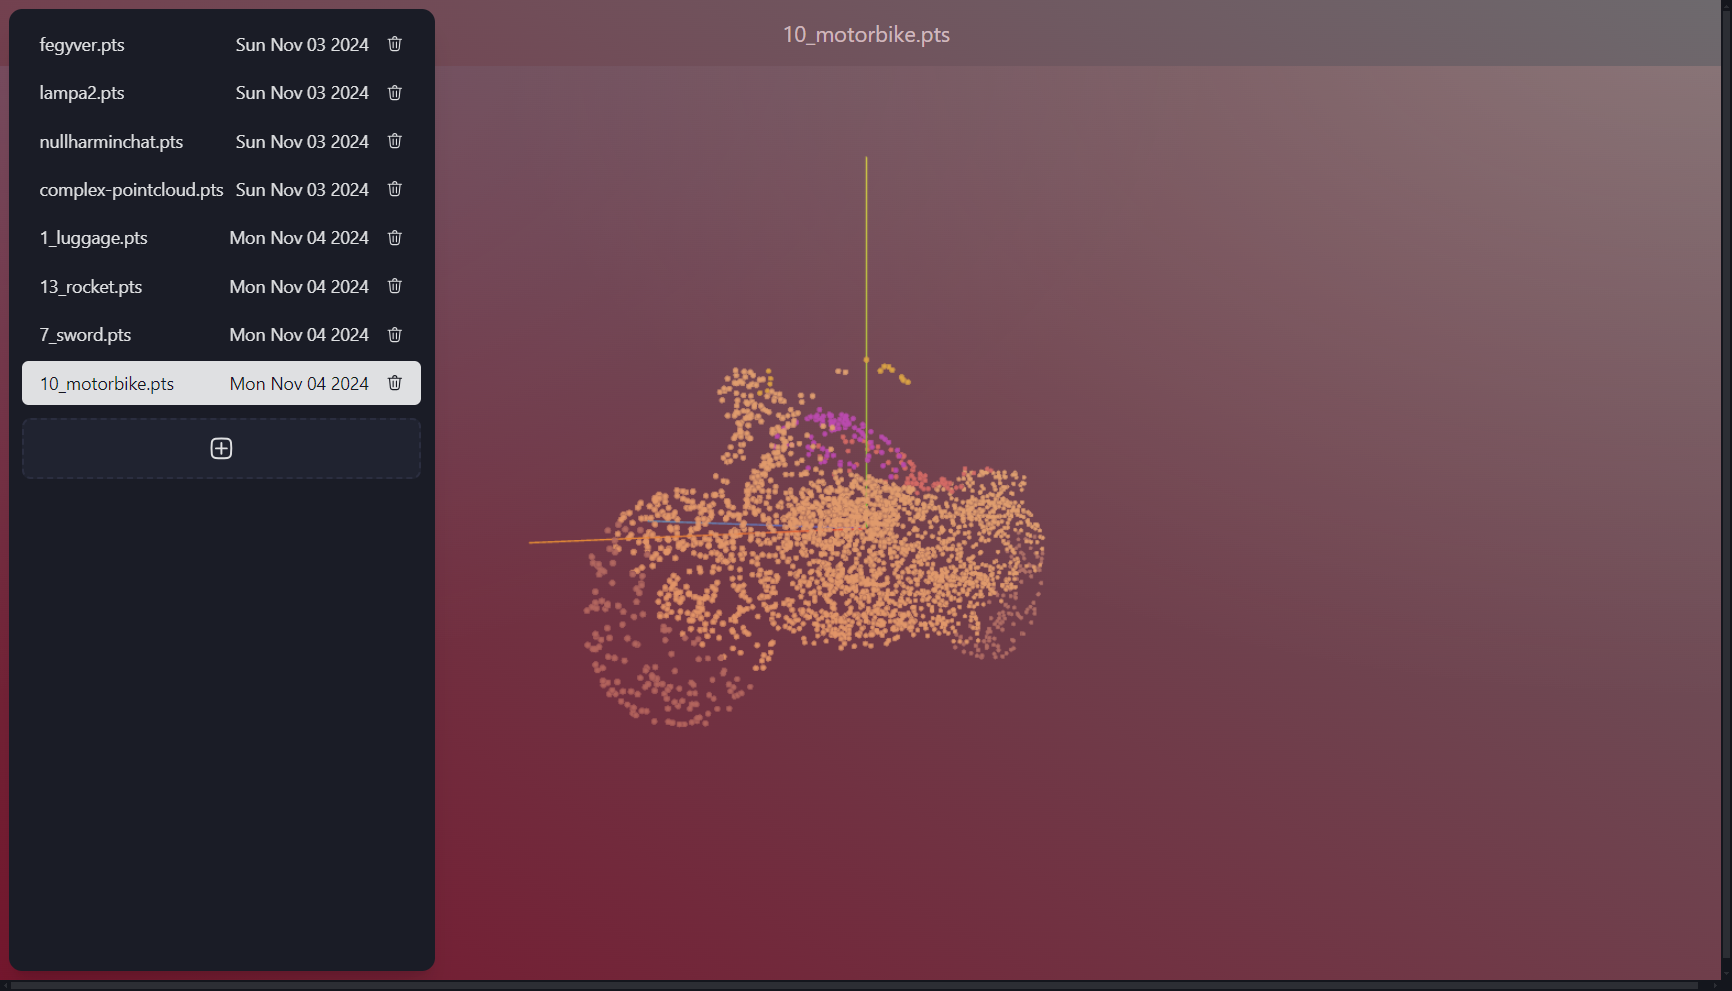 fegyver.pts Sun Nov 03 2024
lampa2.pts Sun Nov 03 2024
nullharminchat.pts Sun Nov 03 2024
complex-pointcloud.pts Sun Nov 03 2024
1_luggage.pts Mon Nov 04 2024
13_rocket.pts Mon Nov 04 2024
7_sword.pts Mon Nov 04 2024
10_motorbike.pts Mon Nov 04 2024
10_motorbike.pts